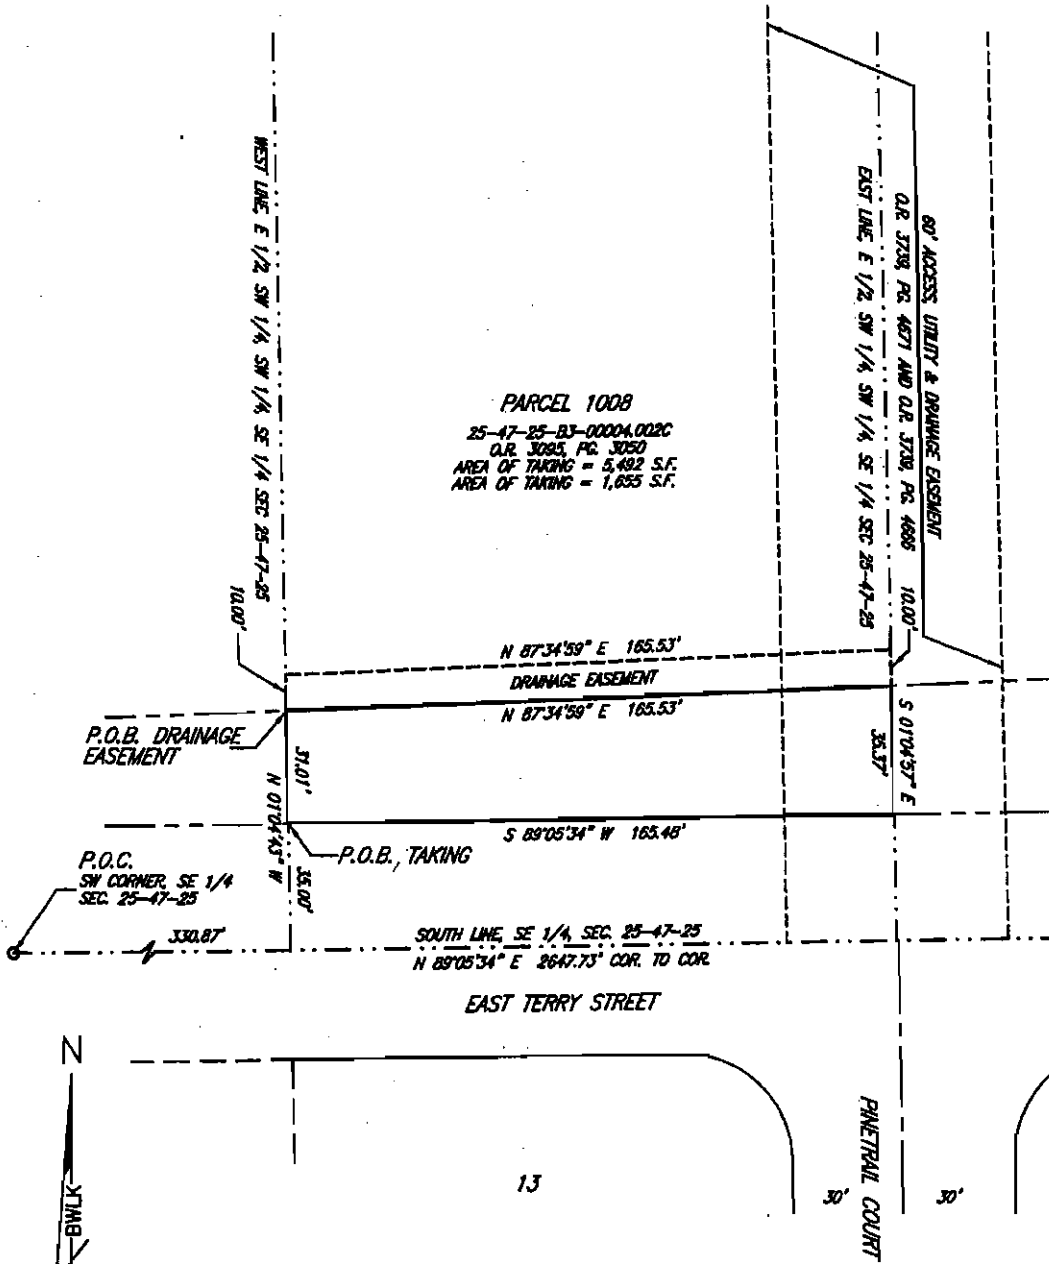 WEST LINE, E 1/2, SW 1/4, SW 1/4, SE 1/4 SEC 25-47-25
EAST LINE, E 1/2, SW 1/4, SW 1/4, SE 1/4 SEC 25-47-25
60' ACCESS, UTILITY & DRAINAGE EASEMENT
O.R. 3739, PG. 4671 AND O.R. 3739, PG. 4686
PARCEL 1008
25-47-25-B3-00004.002C
O.R. 3095, PG. 3050
AREA OF TAKING = 5,492 S.F.
AREA OF TAKING = 1,655 S.F.
10.00'
10.00'
N 87°34'59" E 165.53'
DRAINAGE EASEMENT
N 87°34'59" E 165.53'
P.O.B. DRAINAGE
EASEMENT
31.01'
35.37'
S 01°04'57" E
N 01°04'43" W
S 89°05'34" W 165.48'
P.O.B., TAKING
P.O.C.
SW CORNER, SE 1/4
SEC. 25-47-25
35.00'
330.87'
SOUTH LINE, SE 1/4, SEC. 25-47-25
N 89°05'34" E 2647.73' COR. TO COR.
EAST TERRY STREET
N
BWLK
13
30'
PINETRAIL COURT
30'